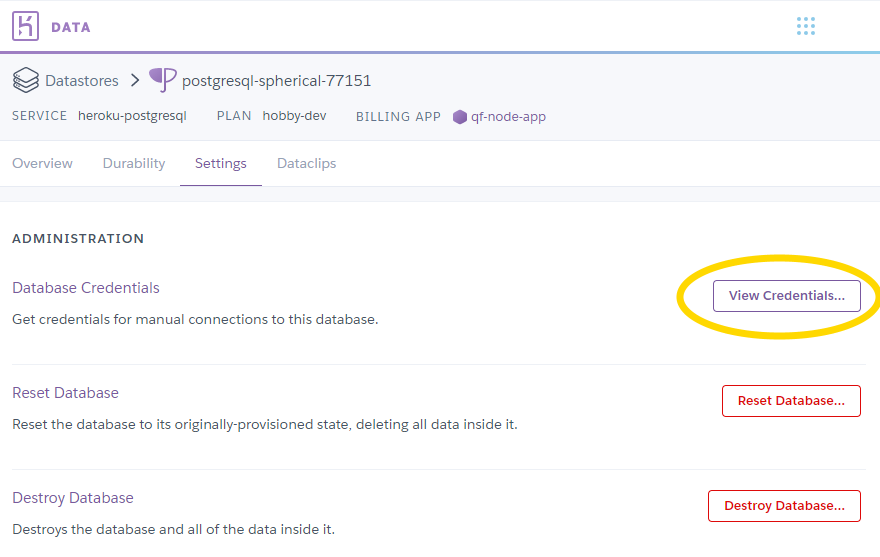 DATA
Datastores > postgresql-spherical-77151
SERVICE heroku-postgresql PLAN hobby-dev BILLING APP qf-node-app
Overview Durability Settings Dataclips
ADMINISTRATION
Database Credentials
View Credentials...
Get credentials for manual connections to this database.
Reset Database
Reset Database...
Reset the database to its originally-provisioned state, deleting all data inside it.
Destroy Database
Destroy Database...
Destroys the database and all of the data inside it.